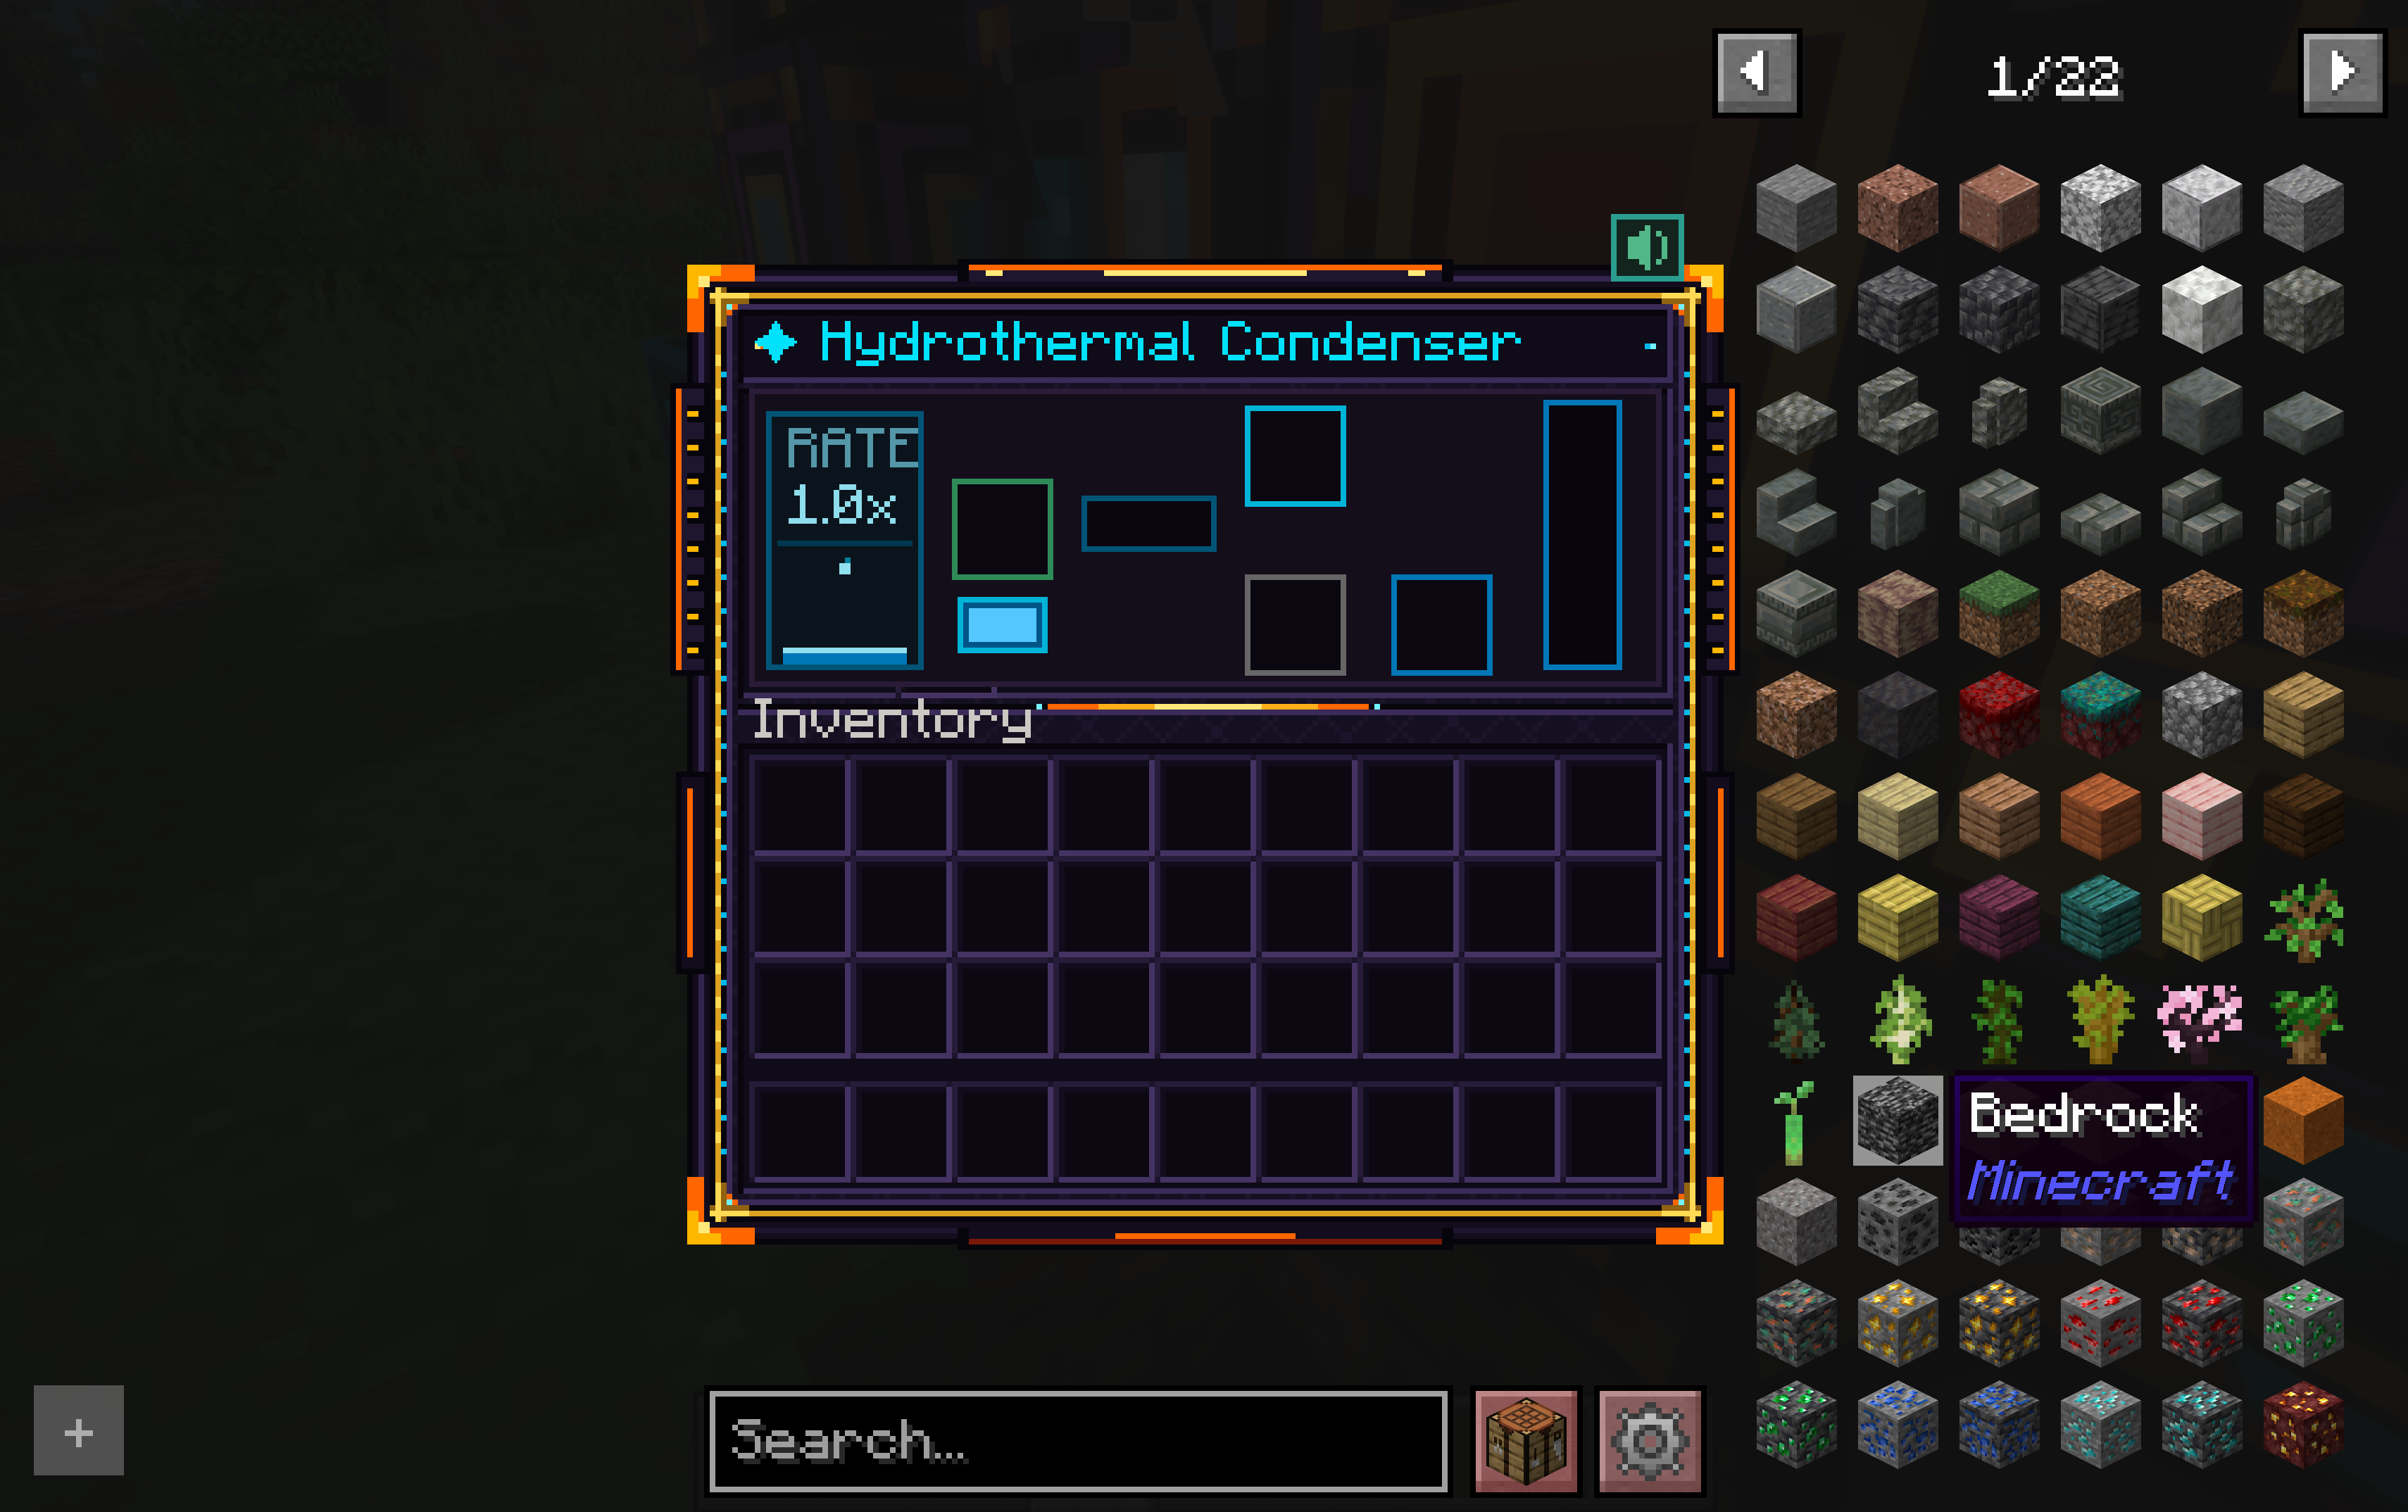 1/22
Hydrothermal Condenser
RATE
1.0x
Inventory
Bedrock
Minecraft
+
Search...